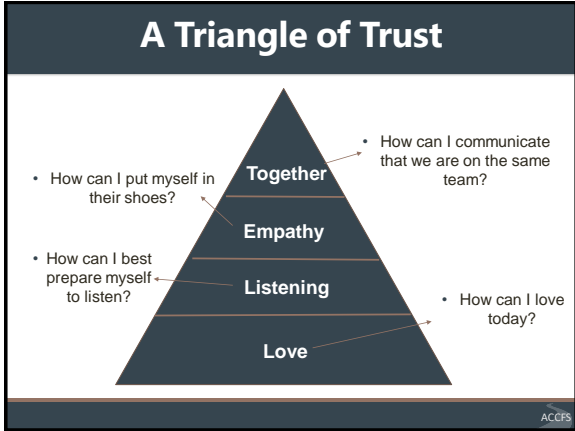 A Triangle of Trust
• How can I communicate
that we are on the same
team?
Together
• How can I put myself in
their shoes?
Empathy
• How can I best
prepare myself
to listen?
Listening
• How can I love
today?
Love
ACCFS